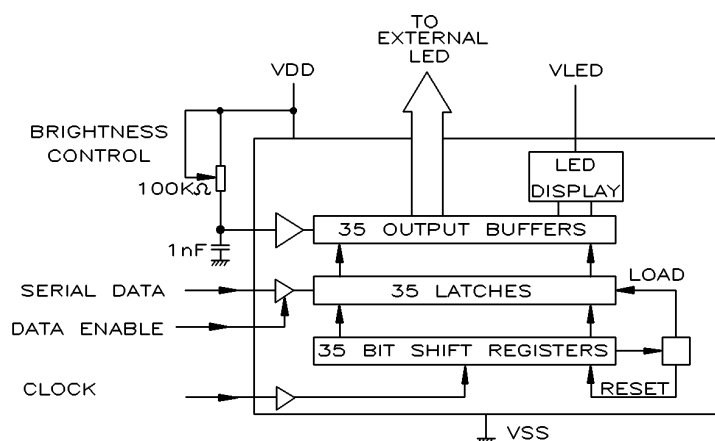 TO
EXTERNAL
LED
VDD
VLED
BRIGHTNESS
CONTROL
LED
DISPLAY
100KΩ
35 OUTPUT BUFFERS
1nF
LOAD
SERIAL DATA
35 LATCHES
DATA ENABLE
35 BIT SHIFT REGISTERS
CLOCK
RESET
VSS